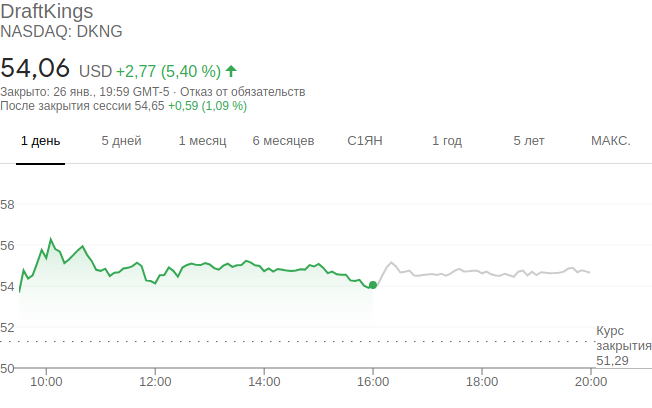 DraftKings
NASDAQ: DKNG
54,06 USD +2,77 (5,40 %)
Закрыто: 26 янв., 19:59 GMT-5 · Отказ от обязательств
После закрытия сессии 54,65 +0,59 (1,09 %)
1 день 5 дней 1 месяц 6 месяцев С1ЯН 1 год 5 лет МАКС.
58
56
54
52
Курс
закрытия
51,29
50
10:00 12:00 14:00 16:00 18:00 20:00